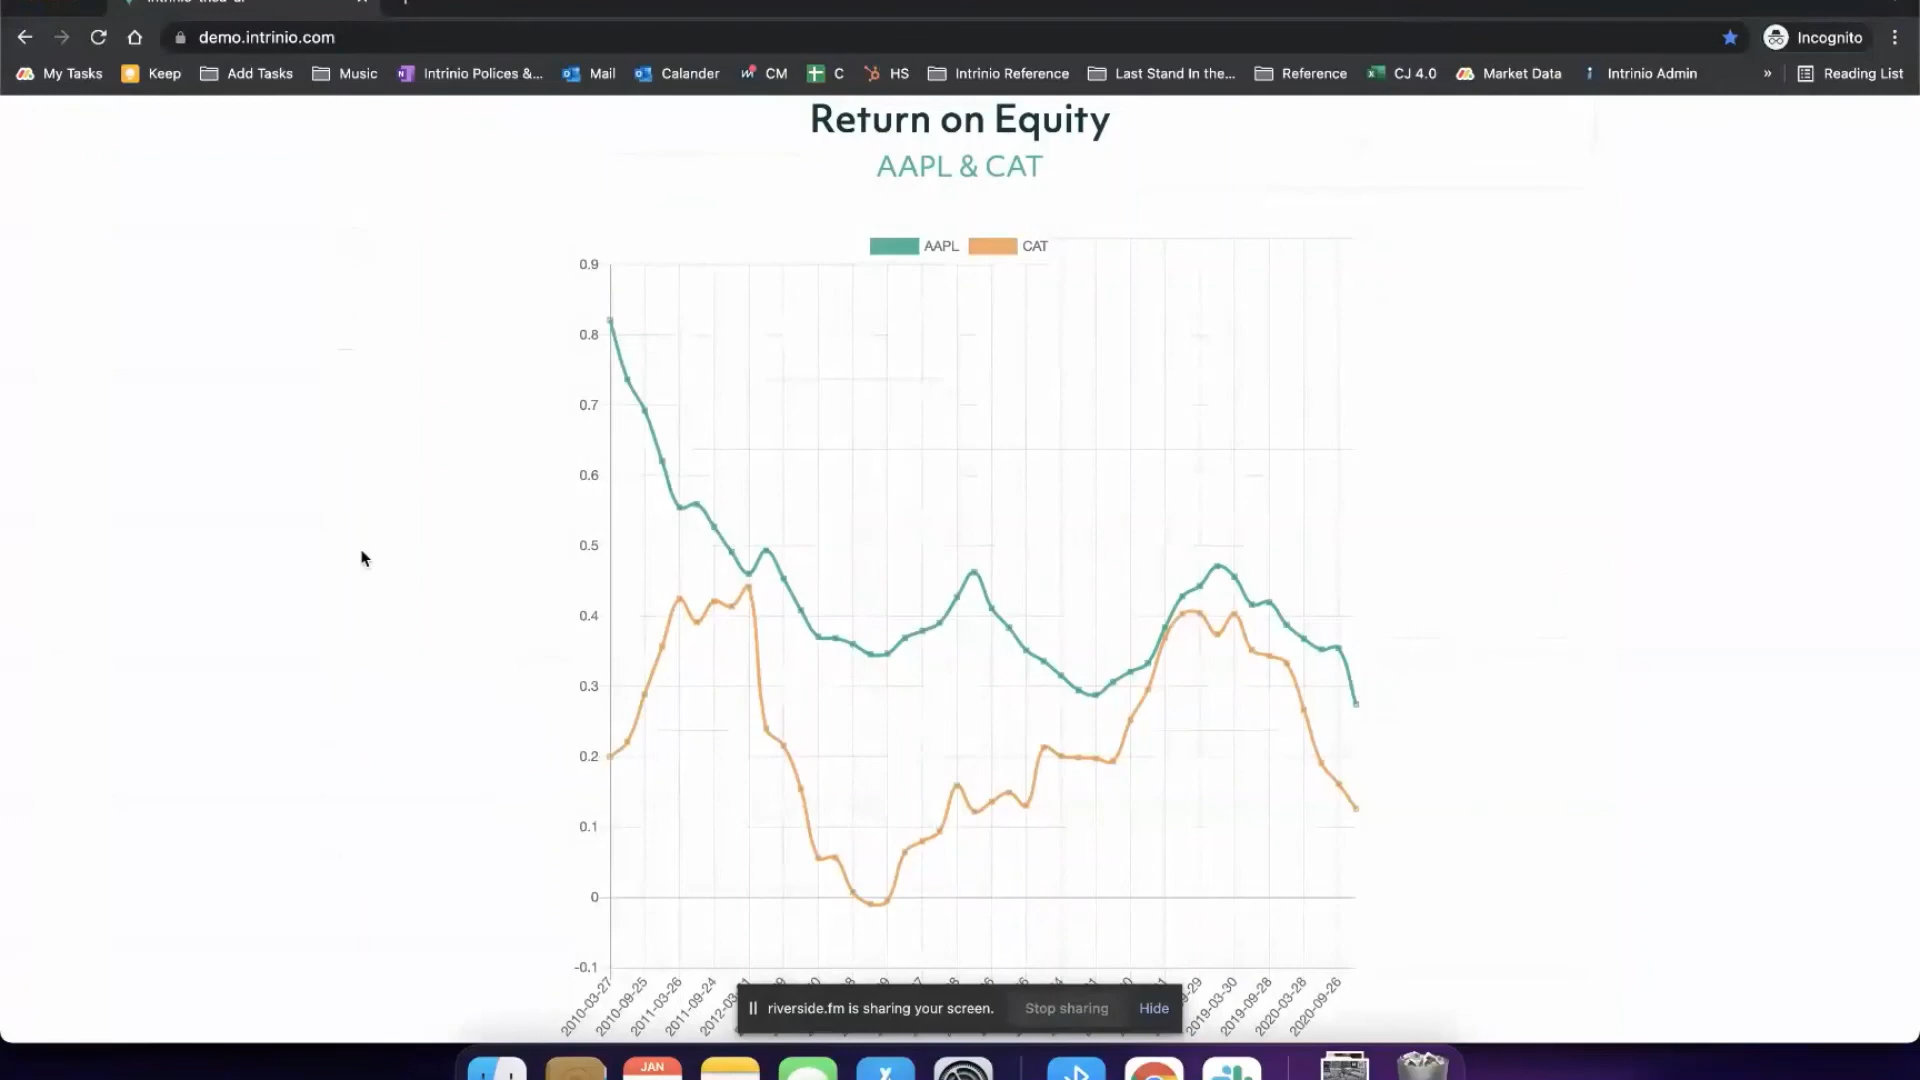 demo.intrinio.com
Incognito
My Tasks Keep Add Tasks Music Intrinio Polices &... Mail Calander CM C HS Intrinio Reference Last Stand In the... Reference CJ 4.0 Market Data Intrinio Admin » Reading List
Return on Equity
AAPL & CAT
AAPL CAT
0.9
0.8
0.7
0.6
0.5
0.4
0.3
0.2
0.1
0
-0.1
2010-03-27 2010-09-25 2011-03-26 2011-09-24 2019-03-30 2019-09-28 2020-03-28 2020-09-26
riverside.fm is sharing your screen. Stop sharing Hide
JAN